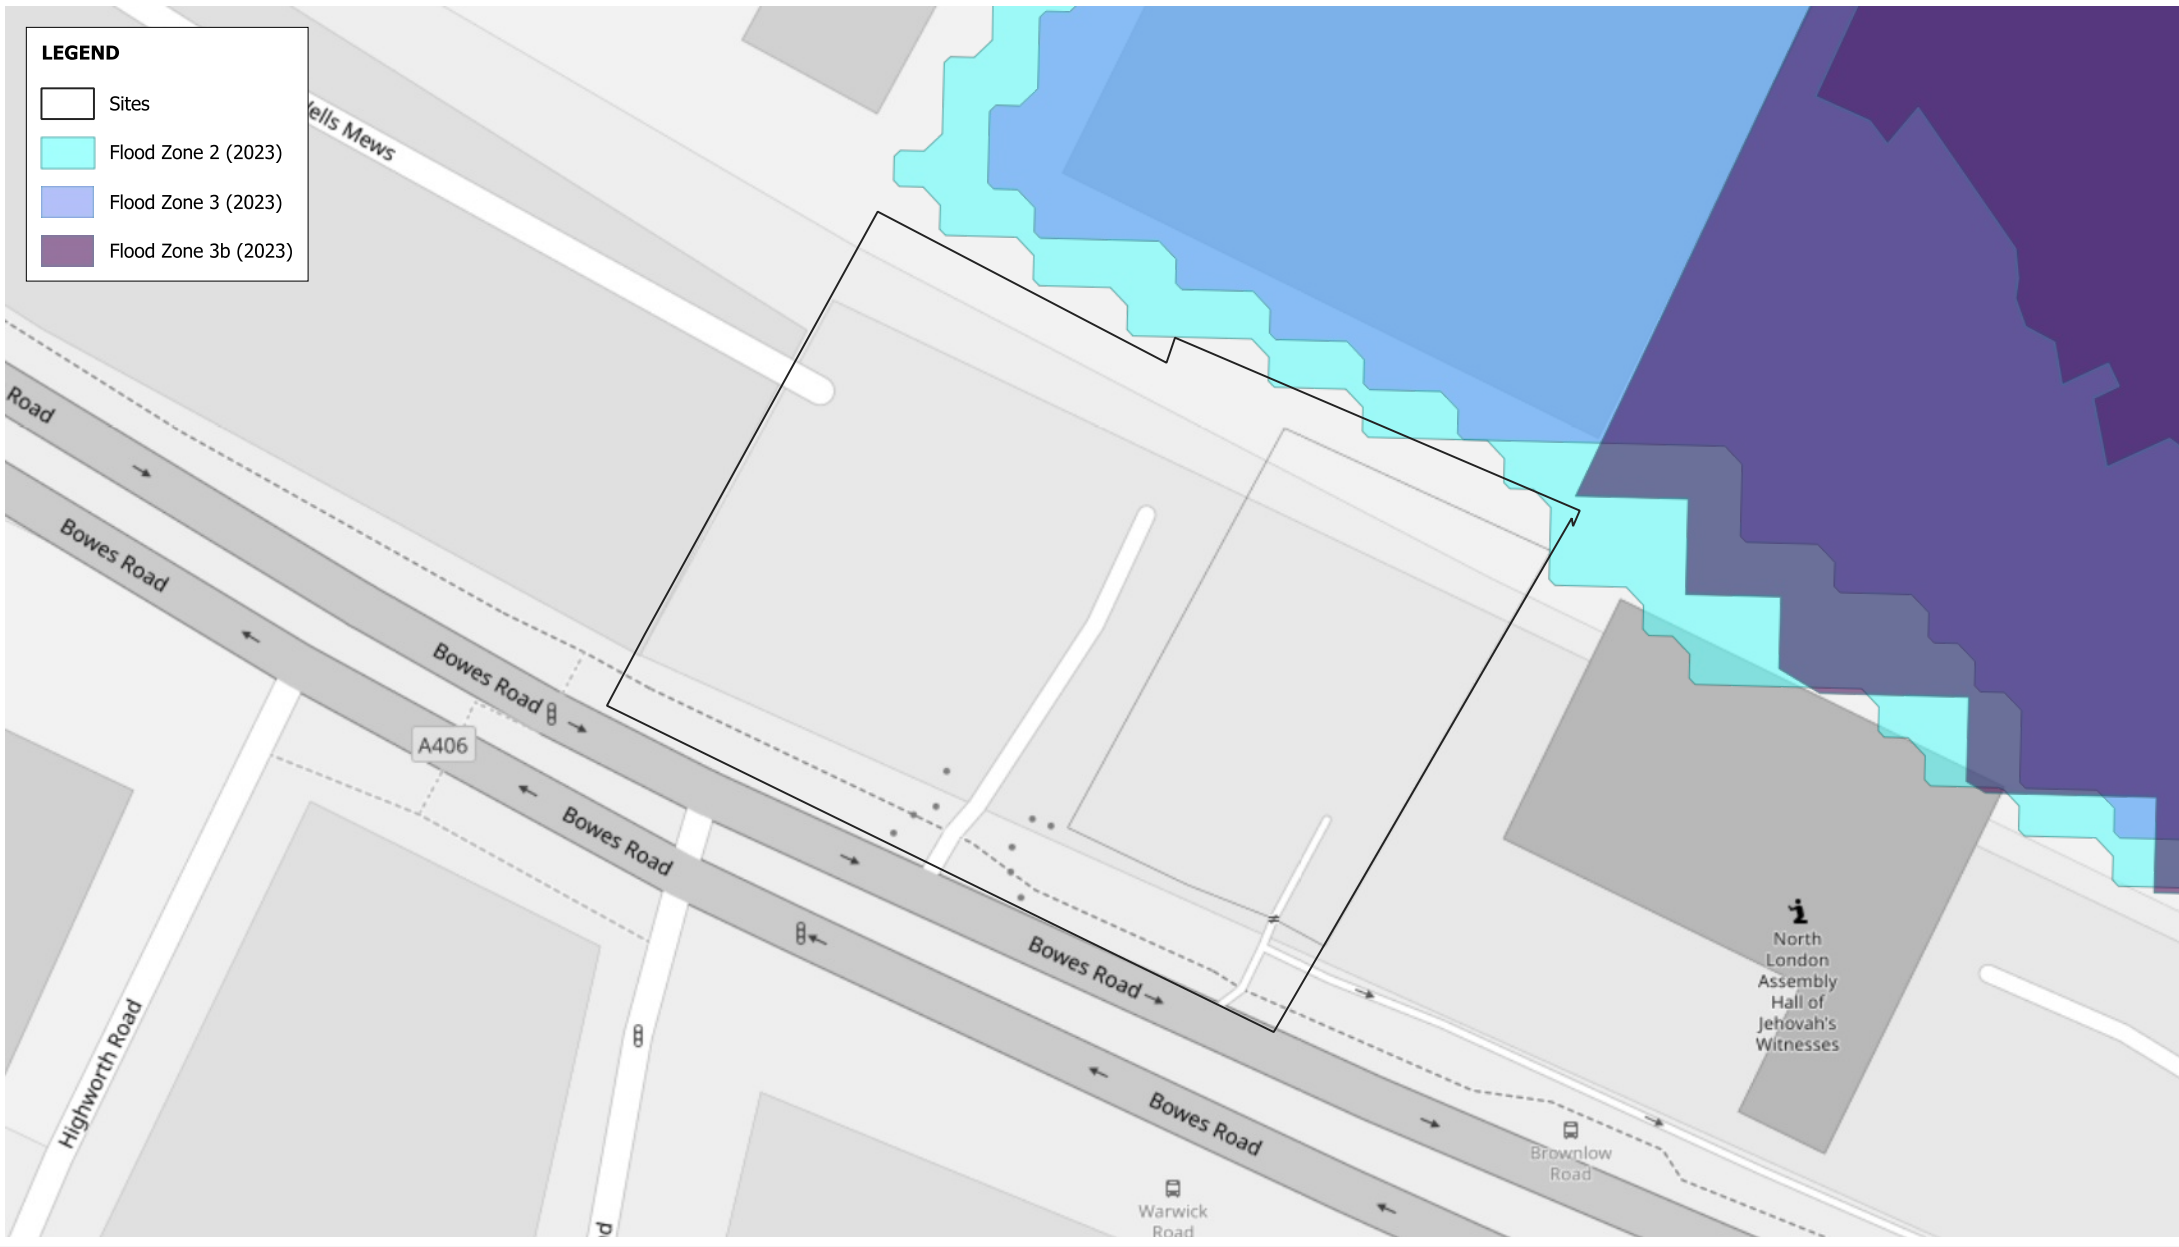 LEGEND
Sites
Flood Zone 2 (2023)
Flood Zone 3 (2023)
Flood Zone 3b (2023)
Mews
Road
Bowes Road
Bowes Road
A406
Bowes Road
Bowes Road
Highworth Road
Bowes Road
North
London
Assembly
Hall of
Jehovah's
Witnesses
Brownlow
Road
Warwick
Road